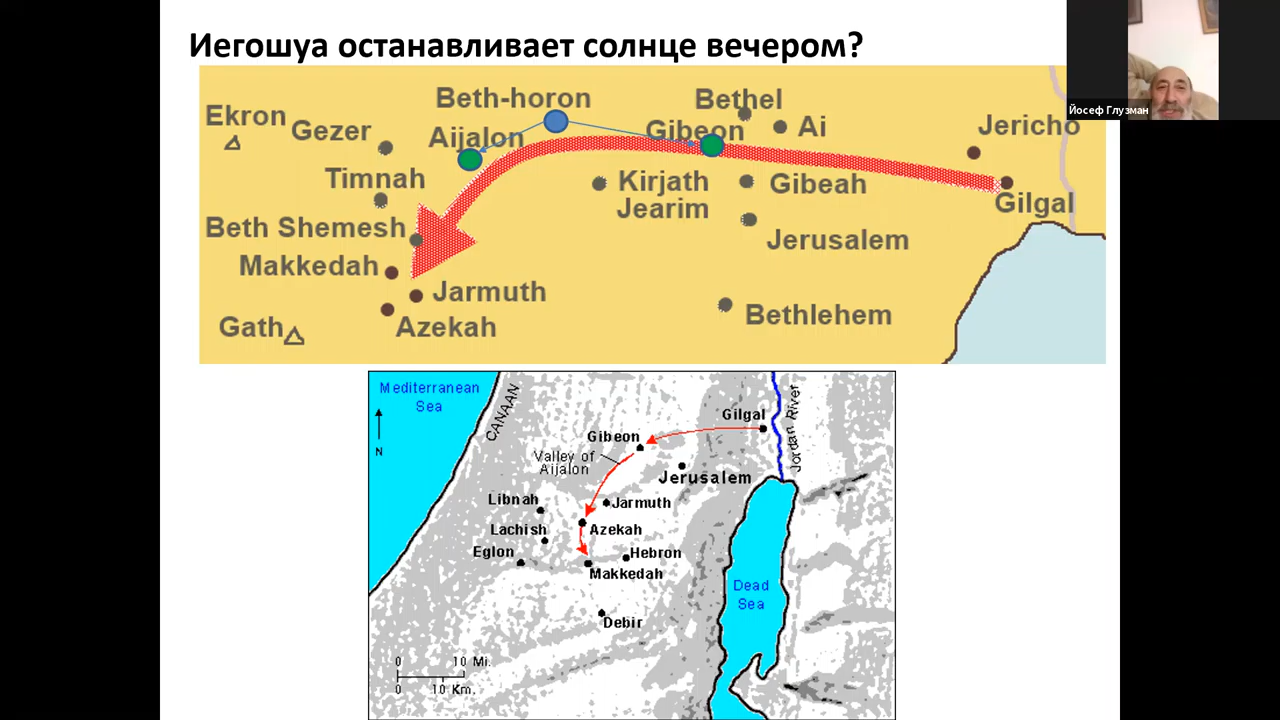 Иегошуа останавливает солнце вечером?
Йосеф Глузман
Beth-horon
Bethel
Ekron
Gezer
Aijalon
Gibeon
Ai
Jericho
Timnah
Kirjath
Jearim
Gibeah
Gilgal
Beth Shemesh
Jerusalem
Makkedah
Jarmuth
Bethlehem
Gath
Azekah
Mediterranean
Sea
CANAAN
N
Gilgal
Jordan River
Gibeon
Valley of
Aijalon
Jerusalem
Libnah
Jarmuth
Lachish
Azekah
Eglon
Hebron
Makkedah
Dead
Sea
Debir
0 10 Mi.
0 10 Km.